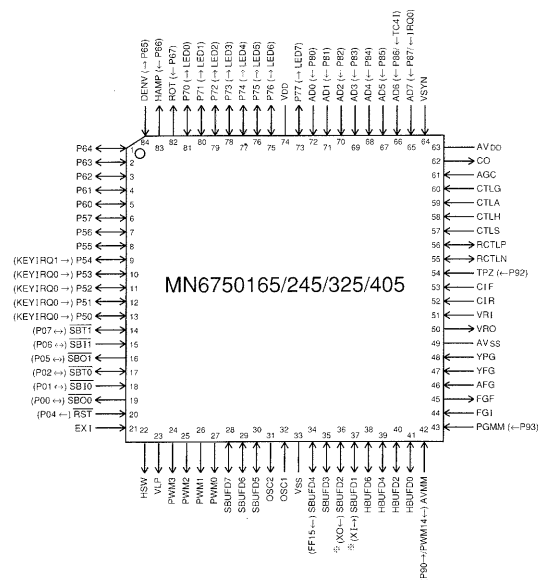 DENV (→ P65)
HAMP (← P66)
ROT (← P67)
P70 (→ LED0)
P71 (→ LED1)
P72 (→ LED2)
P73 (→ LED3)
P74 (→ LED4)
P75 (→ LED5)
P76 (→ LED6)
VDD
P77 (→ LED7)
AD0 (← P80)
AD1 (← P81)
AD2 (← P82)
AD3 (← P83)
AD4 (← P84)
AD5 (← P85)
AD6 (← P86/←TC4I)
AD7 (← P87/←IRQ0)
VSYN
84 83 82 81 80 79 78 77 76 75 74 73 72 71 70 69 68 67 66 65 64
P64 1
P63 2
P62 3
P61 4
P60 5
P57 6
P56 7
P55 8
(KEYIRQ1→) P54 9
(KEYIRQ0→) P53 10
(KEYIRQ0→) P52 11
(KEYIRQ0→) P51 12
(KEYIRQ0→) P50 13
(P07↔) SBT1 14
(P06↔) SBI1 15
(P05↔) SBO1 16
(P02↔) SBT0 17
(P01↔) SBI0 18
(P00↔) SBO0 19
(P04←) RST 20
EXI 21
MN6750165/245/325/405
63 AVDD
62 CO
61 AGC
60 CTLG
59 CTLA
58 CTLH
57 CTLS
56 RCTLP
55 RCTLN
54 TPZ (←P92)
53 CIF
52 CIR
51 VRI
50 VRO
49 AVSS
48 YPG
47 YFG
46 AFG
45 FGF
44 FGI
43 PGMM (←P93)
22 23 24 25 26 27 28 29 30 31 32 33 34 35 36 37 38 39 40 41 42
HSW
VLP
PWM3
PWM2
PWM1
PWM0
SBUFD7
SBUFD6
SBUFD5
OSC2
OSC1
VSS
(FF15←) SBUFD4
SBUFD3
※(XO←) SBUFD2
※(XI→) SBUFD1
HBUFD6
HBUFD4
HBUFD2
HBUFD0
P90→/PWM14←) AVMM